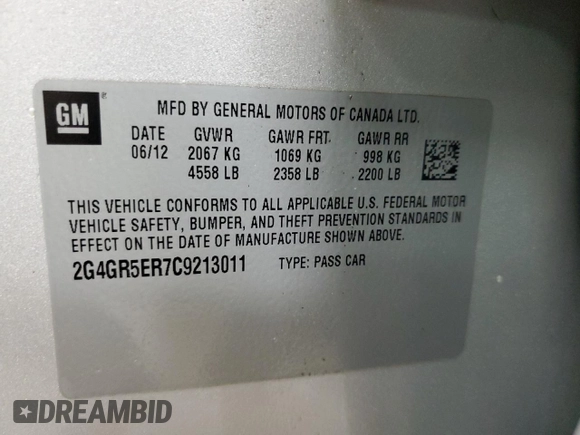 GM
MFD BY GENERAL MOTORS OF CANADA LTD.
DATE GVWR GAWR FRT. GAWR RR
06/12 2067 KG 1069 KG 998 KG
4558 LB 2358 LB 2200 LB
THIS VEHICLE CONFORMS TO ALL APPLICABLE U.S. FEDERAL MOTOR
VEHICLE SAFETY, BUMPER, AND THEFT PREVENTION STANDARDS IN
EFFECT ON THE DATE OF MANUFACTURE SHOWN ABOVE.
2G4GR5ER7C9213011 TYPE: PASS CAR
DREAMBID